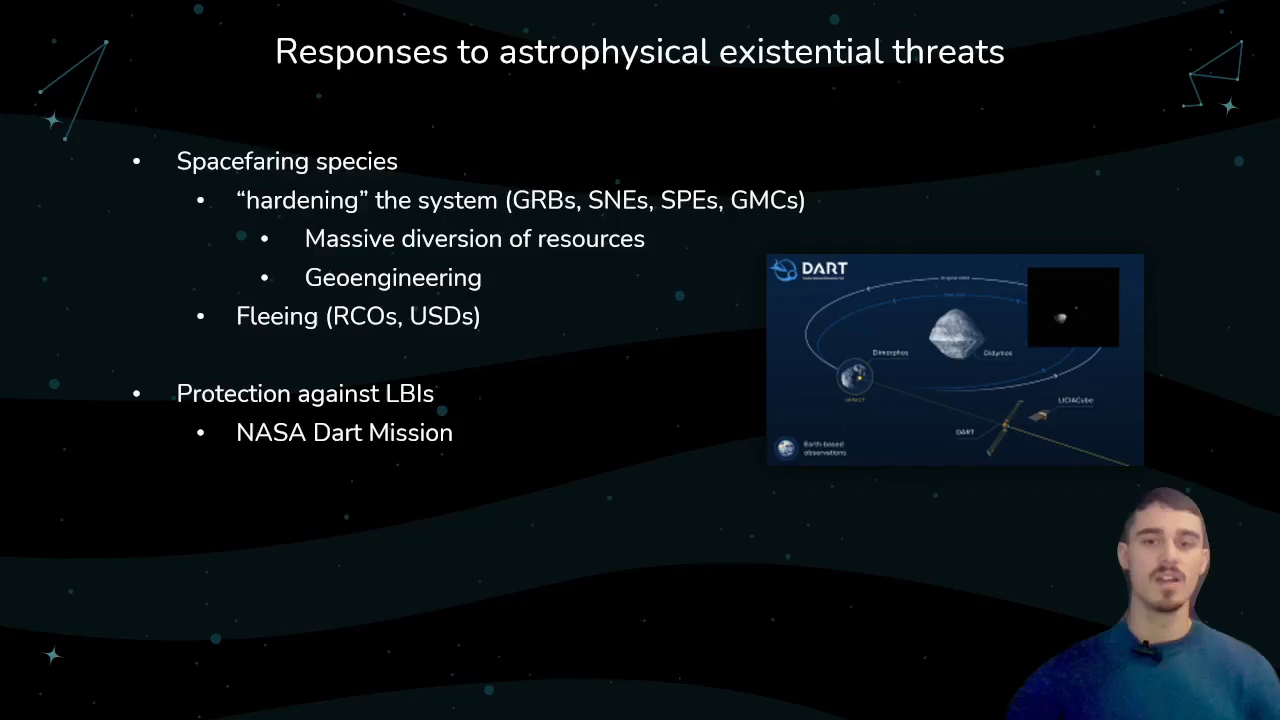 Responses to astrophysical existential threats
• Spacefaring species
• “hardening” the system (GRBs, SNEs, SPEs, GMCs)
• Massive diversion of resources
• Geoengineering
• Fleeing (RCOs, USDs)
• Protection against LBIs
• NASA Dart Mission
DART
Dimorphos
Didymos
IMPACT
LICIACube
DART
Earth-based
observations